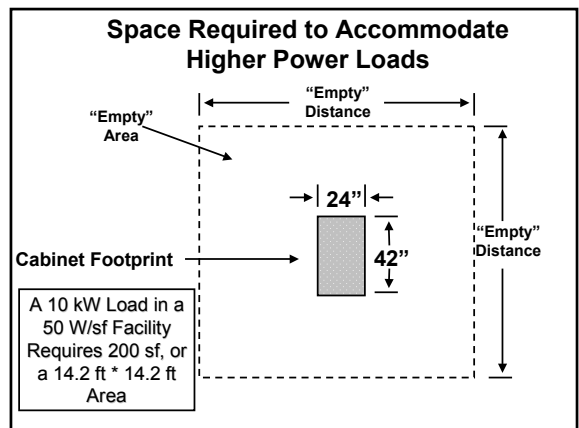 Space Required to Accommodate
Higher Power Loads
“Empty”
Distance
“Empty”
Area
24”
“Empty”
Distance
Cabinet Footprint
42”
A 10 kW Load in a
50 W/sf Facility
Requires 200 sf, or
a 14.2 ft * 14.2 ft
Area